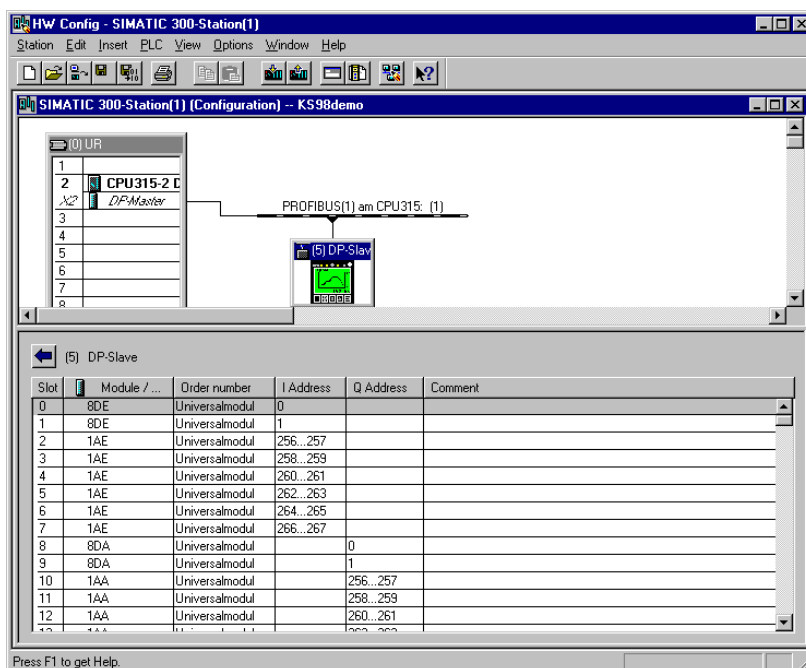 HW Config - SIMATIC 300-Station(1)
Station Edit Insert PLC View Options Window Help
SIMATIC 300-Station(1) (Configuration) -- KS98demo
(0) UR
1
2 CPU315-2 D
X2 DP-Master
3
4
5
6
7
8
PROFIBUS(1) am CPU315: (1)
(5) DP-Slav
(5) DP-Slave
Slot Module / ... Order number I Address Q Address Comment
0 8DE Universalmodul 0
1 8DE Universalmodul 1
2 1AE Universalmodul 256...257
3 1AE Universalmodul 258...259
4 1AE Universalmodul 260...261
5 1AE Universalmodul 262...263
6 1AE Universalmodul 264...265
7 1AE Universalmodul 266...267
8 8DA Universalmodul 0
9 8DA Universalmodul 1
10 1AA Universalmodul 256...257
11 1AA Universalmodul 258...259
12 1AA Universalmodul 260...261
13 1AA Universalmodul 262...263
Press F1 to get Help.